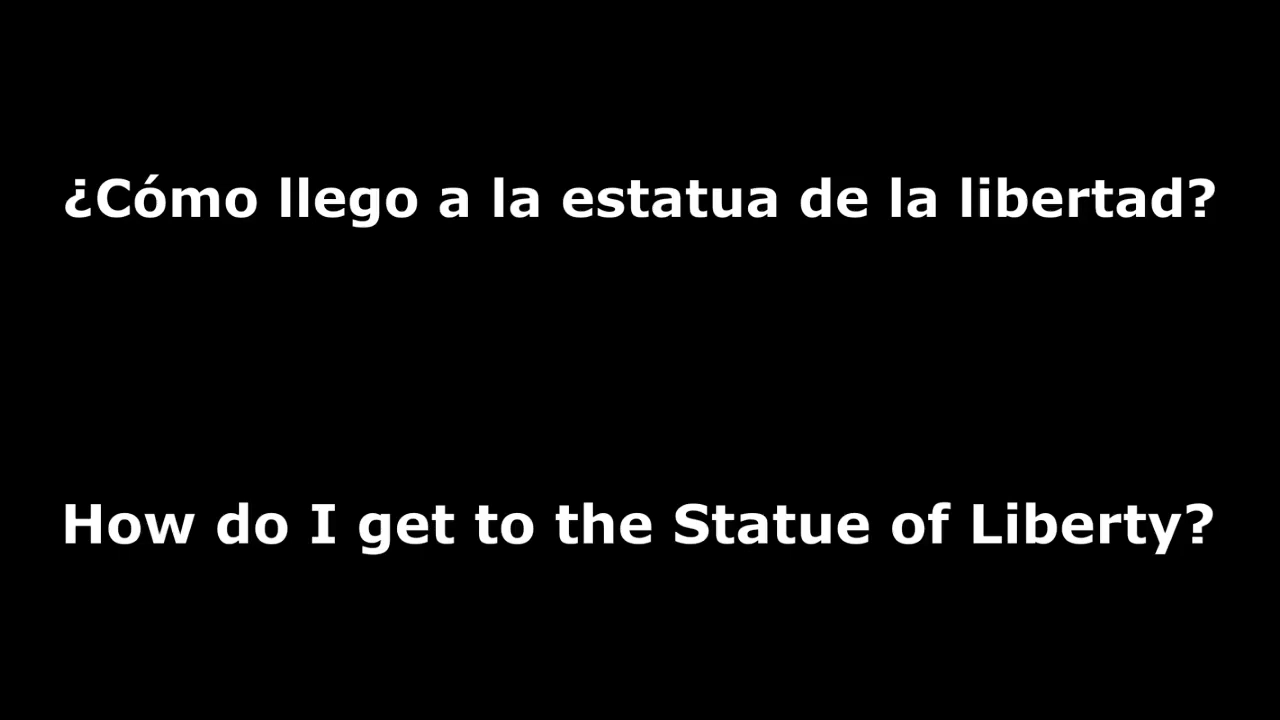 ¿Cómo llego a la estatua de la libertad?
How do I get to the Statue of Liberty?